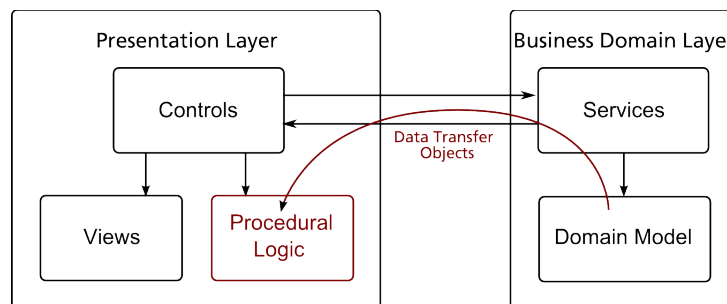 Presentation Layer
Business Domain Laye
Controls
Services
Data Transfer
Objects
Views
Procedural
Logic
Domain Model